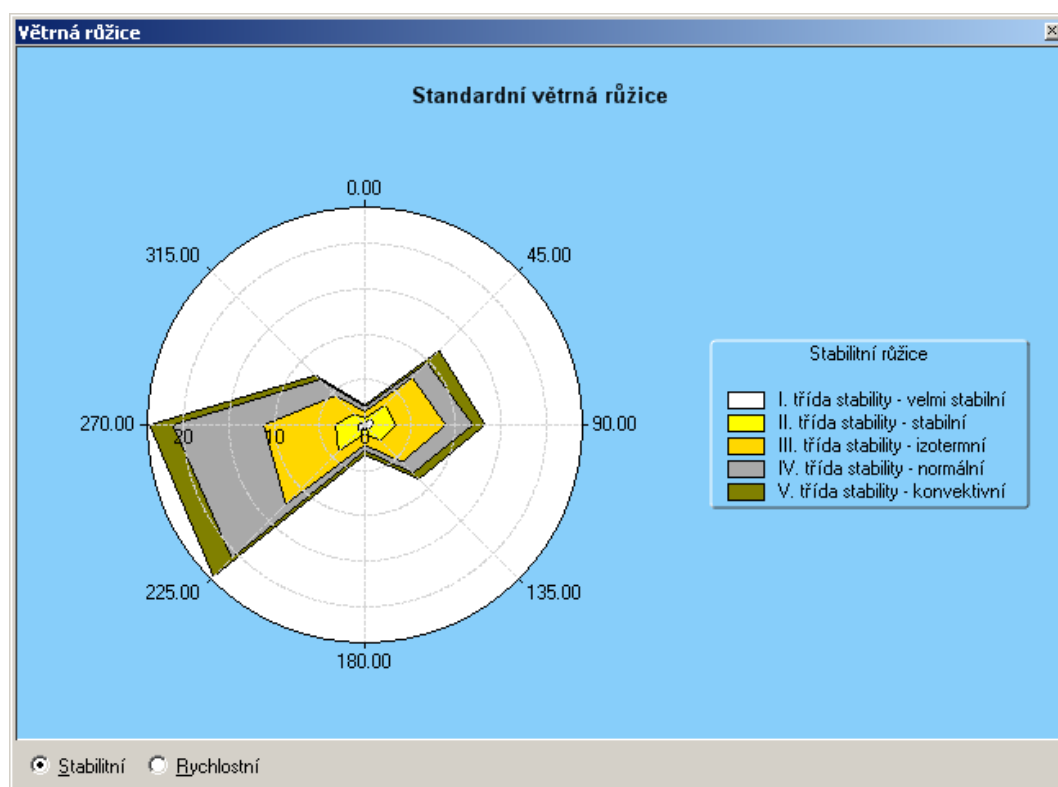 Větrná růžice
Standardní větrná růžice
0.00
315.00
45.00
270.00
20
10
0
90.00
225.00
135.00
180.00
Stabilitní růžice
I. třída stability - velmi stabilní
II. třída stability - stabilní
III. třída stability - izotermní
IV. třída stability - normální
V. třída stability - konvektivní
Stabilitní
Rychlostní